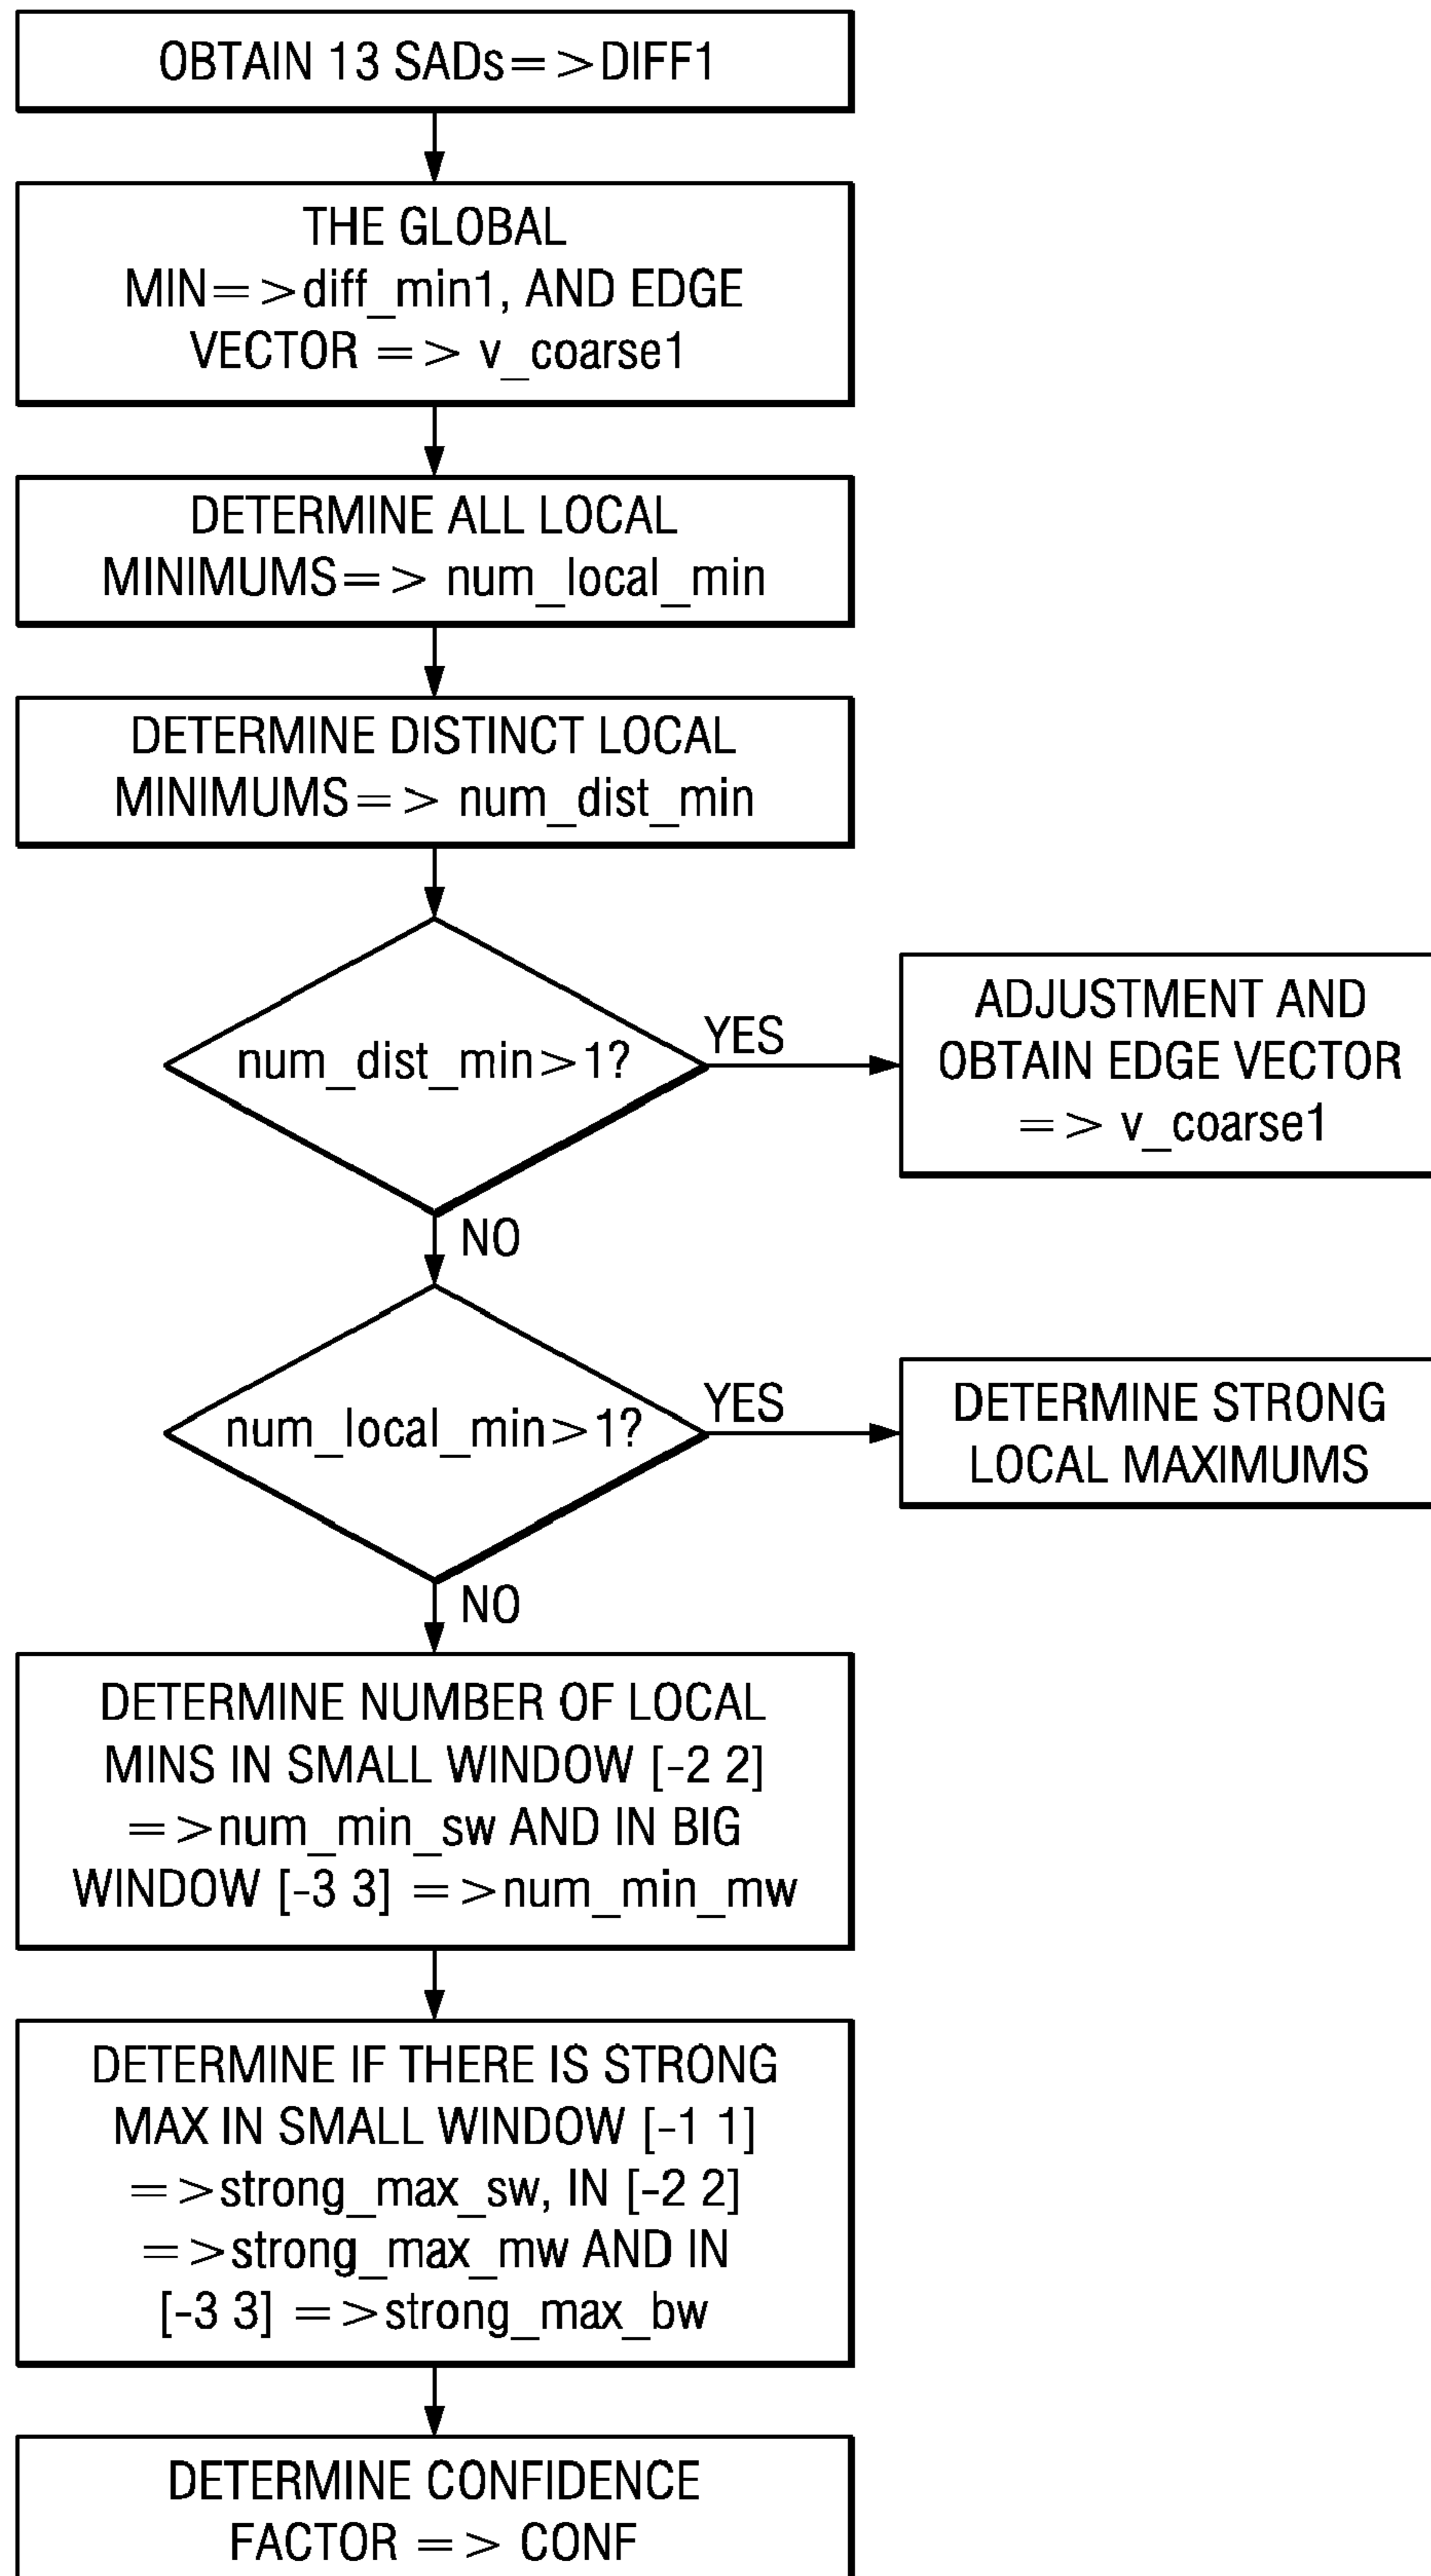 OBTAIN 13 SADs=>DIFF1
THE GLOBAL
MIN=>diff_min1, AND EDGE
VECTOR => v_coarse1
DETERMINE ALL LOCAL
MINIMUMS=> num_local_min
DETERMINE DISTINCT LOCAL
MINIMUMS=> num_dist_min
num_dist_min>1?
YES
ADJUSTMENT AND
OBTAIN EDGE VECTOR
=> v_coarse1
NO
num_local_min>1?
YES
DETERMINE STRONG
LOCAL MAXIMUMS
NO
DETERMINE NUMBER OF LOCAL
MINS IN SMALL WINDOW [-2 2]
=>num_min_sw AND IN BIG
WINDOW [-3 3] =>num_min_mw
DETERMINE IF THERE IS STRONG
MAX IN SMALL WINDOW [-1 1]
=>strong_max_sw, IN [-2 2]
=>strong_max_mw AND IN
[-3 3] =>strong_max_bw
DETERMINE CONFIDENCE
FACTOR => CONF